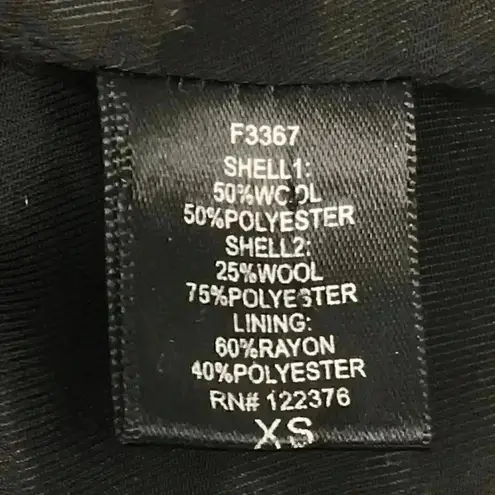 F3367
SHELL1:
50%WOOL
50%POLYESTER
SHELL2:
25%WOOL
75%POLYESTER
LINING:
60%RAYON
40%POLYESTER
RN# 122376
XS